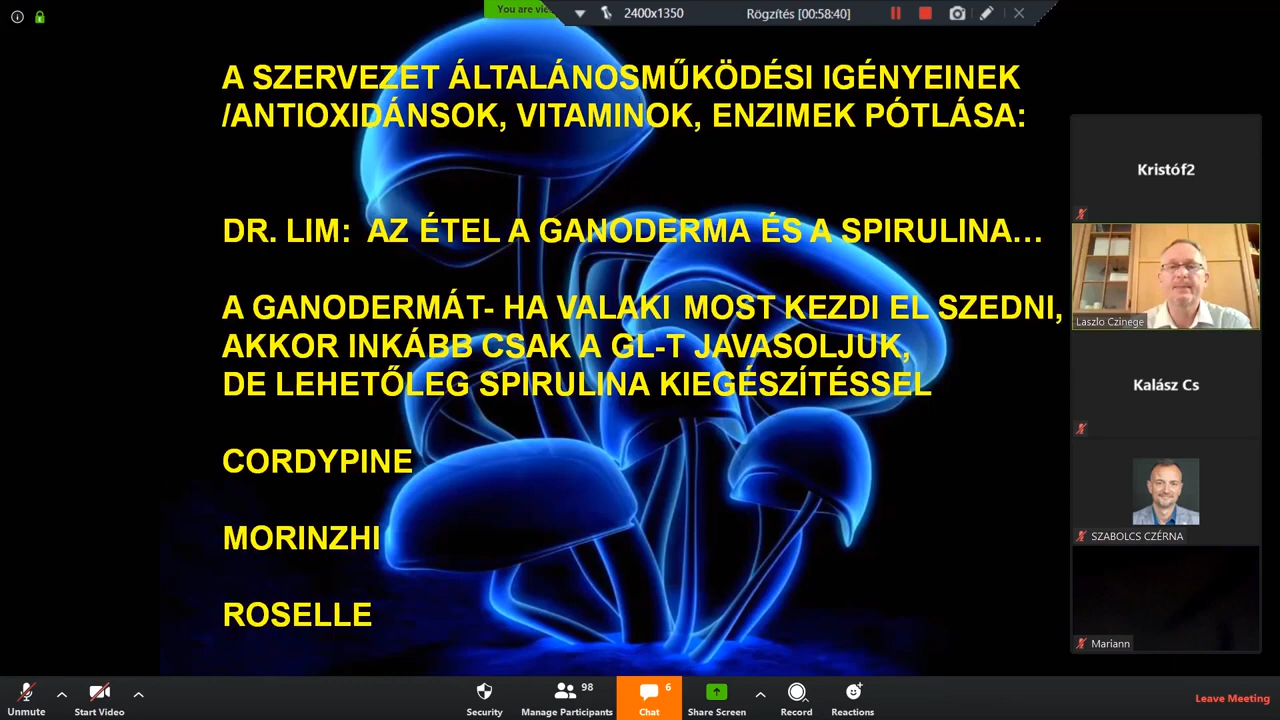 You are vie
2400x1350
Rögzítés [00:58:40]
A SZERVEZET ÁLTALÁNOSMŰKÖDÉSI IGÉNYEINEK
/ANTIOXIDÁNSOK, VITAMINOK, ENZIMEK PÓTLÁSA:
DR. LIM: AZ ÉTEL A GANODERMA ÉS A SPIRULINA...
A GANODERMÁT- HA VALAKI MOST KEZDI EL SZEDNI,
AKKOR INKÁBB CSAK A GL-T JAVASOLJUK,
DE LEHETŐLEG SPIRULINA KIEGÉSZÍTÉSSEL
CORDYPINE
MORINZHI
ROSELLE
Kristóf2
Laszlo Czinege
Kalász Cs
SZABOLCS CZÉRNA
Mariann
Unmute
Start Video
Security
98
Manage Participants
6
Chat
Share Screen
Record
Reactions
Leave Meeting